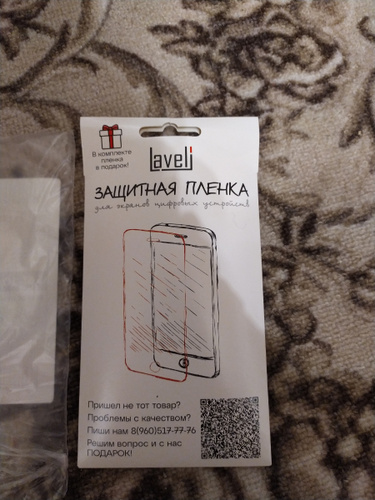 В комплекте
пленка
в подарок!
Laveli
ЗАЩИТНАЯ ПЛЕНКА
для экранов цифровых устройств
Пришел не тот товар?
Проблемы с качеством?
Пиши нам 8(960)517-77-76
Решим вопрос и с нас
ПОДАРОК!